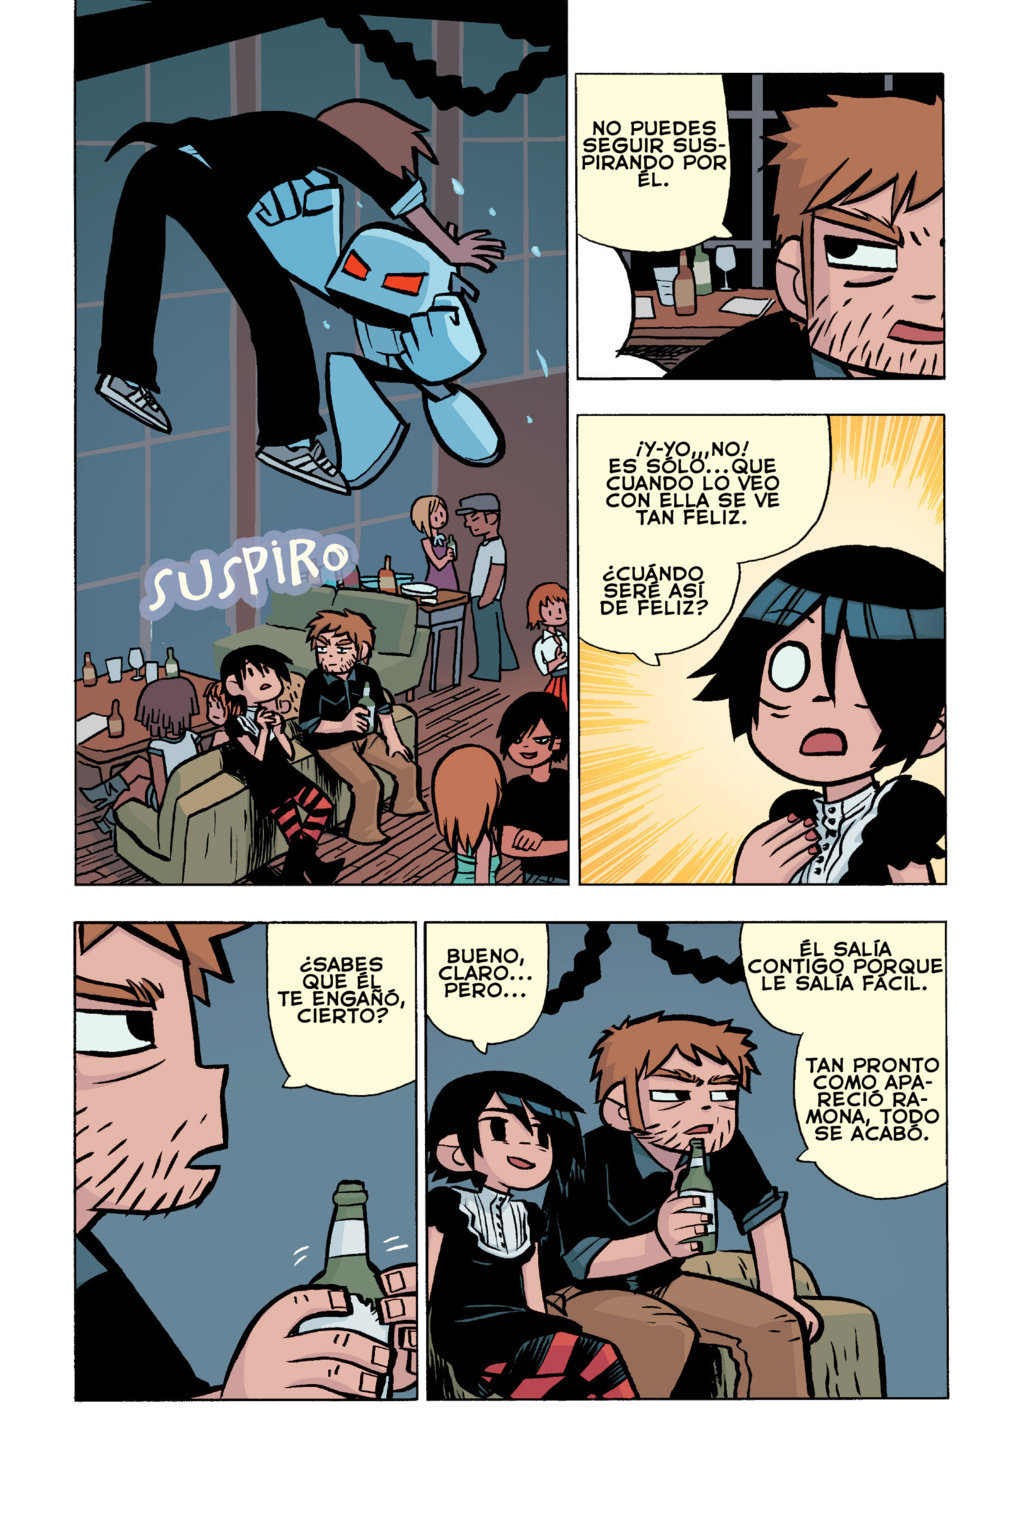 SUSPIRO
NO PUEDES
SEGUIR SUS-
PIRANDO POR
ÉL.
¡Y-YO,,,NO!
ES SÓLO...QUE
CUANDO LO VEO
CON ELLA SE VE
TAN FELIZ.
¿CUÁNDO
SERÉ ASÍ
DE FELIZ?
¿SABES
QUE ÉL
TE ENGAÑÓ,
CIERTO?
BUENO,
CLARO...
PERO...
ÉL SALÍA
CONTIGO PORQUE
LE SALÍA FÁCIL.
TAN PRONTO
COMO APA-
RECIÓ RA-
MONA, TODO
SE ACABÓ.